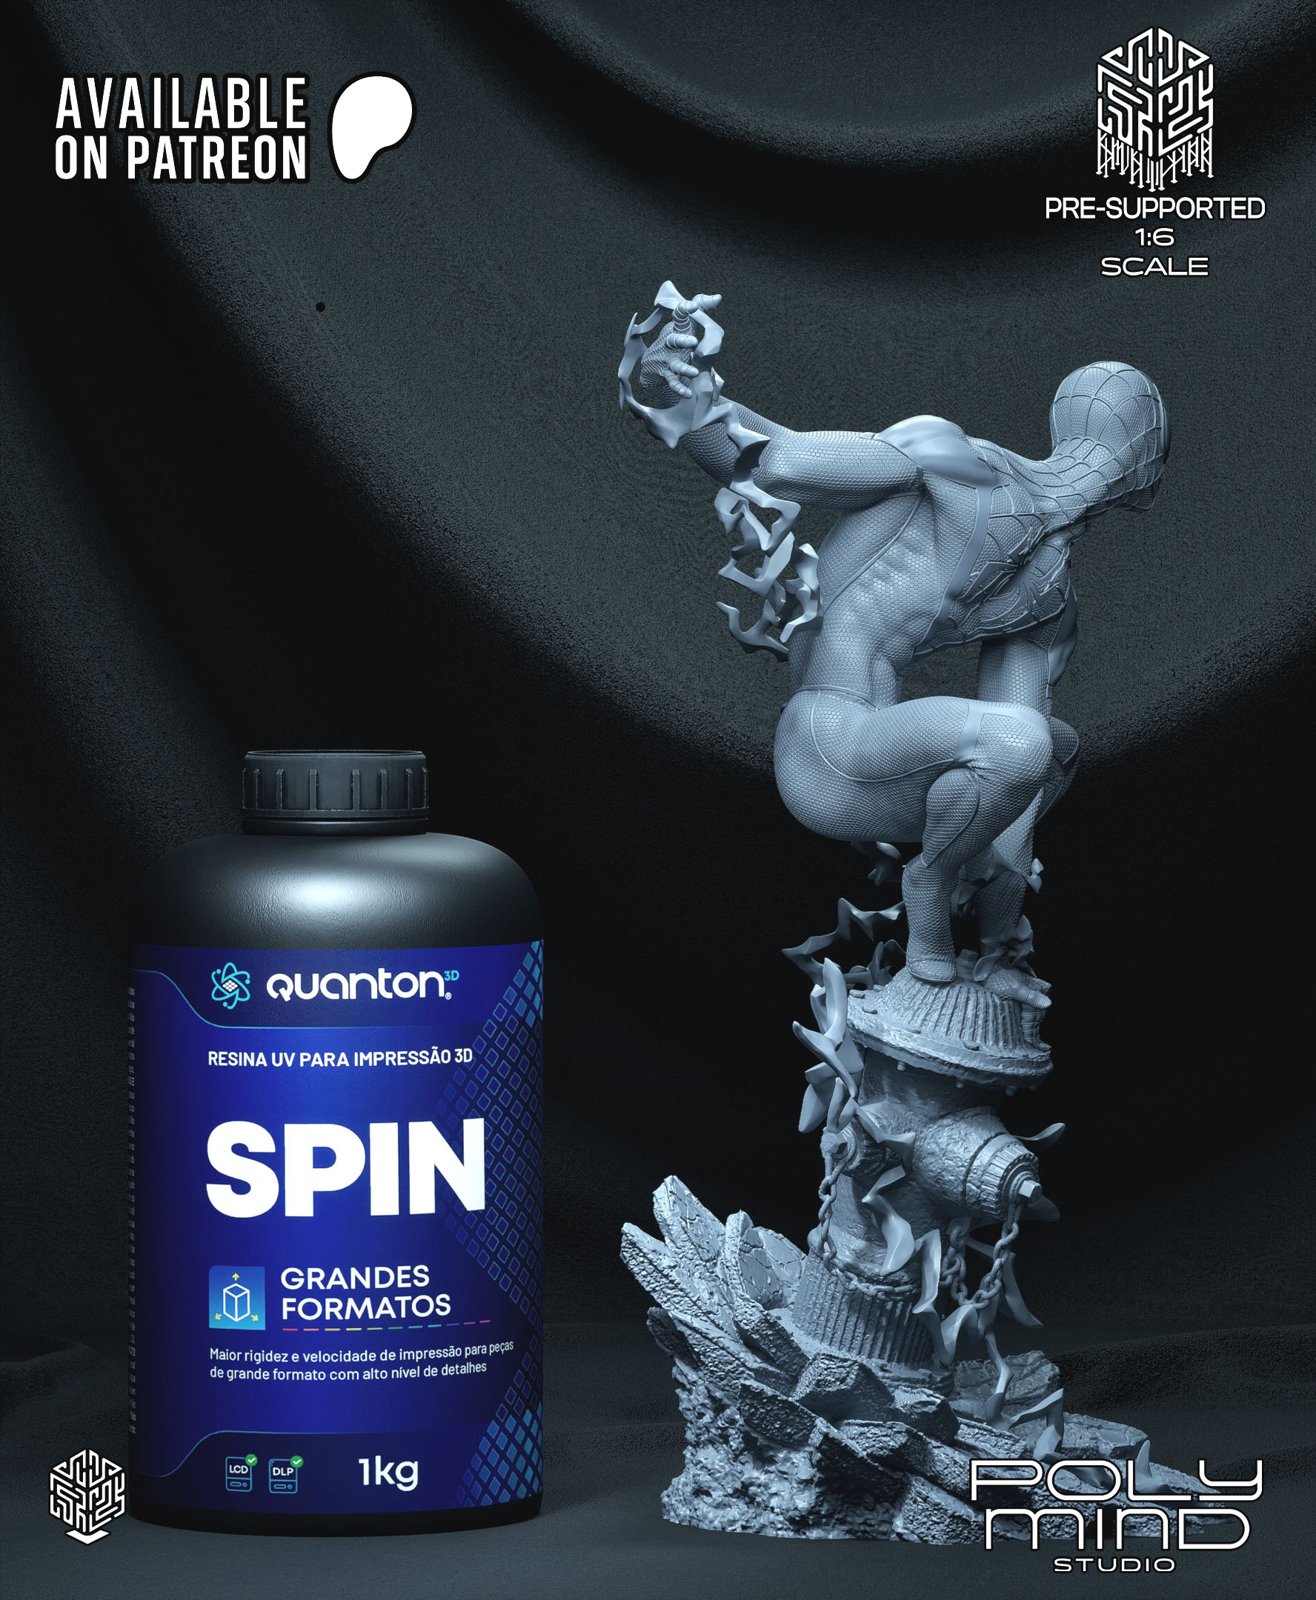 AVAILABLE
ON PATREON
PRE-SUPPORTED
1:6
SCALE
QUANTON3D®
RESINA UV PARA IMPRESSÃO 3D
SPIN
GRANDES
FORMATOS
Maior rigidez e velocidade de impressão para peças
de grande formato com alto nível de detalhes
LCD
DLP
1kg
POLY
MIND
STUDIO